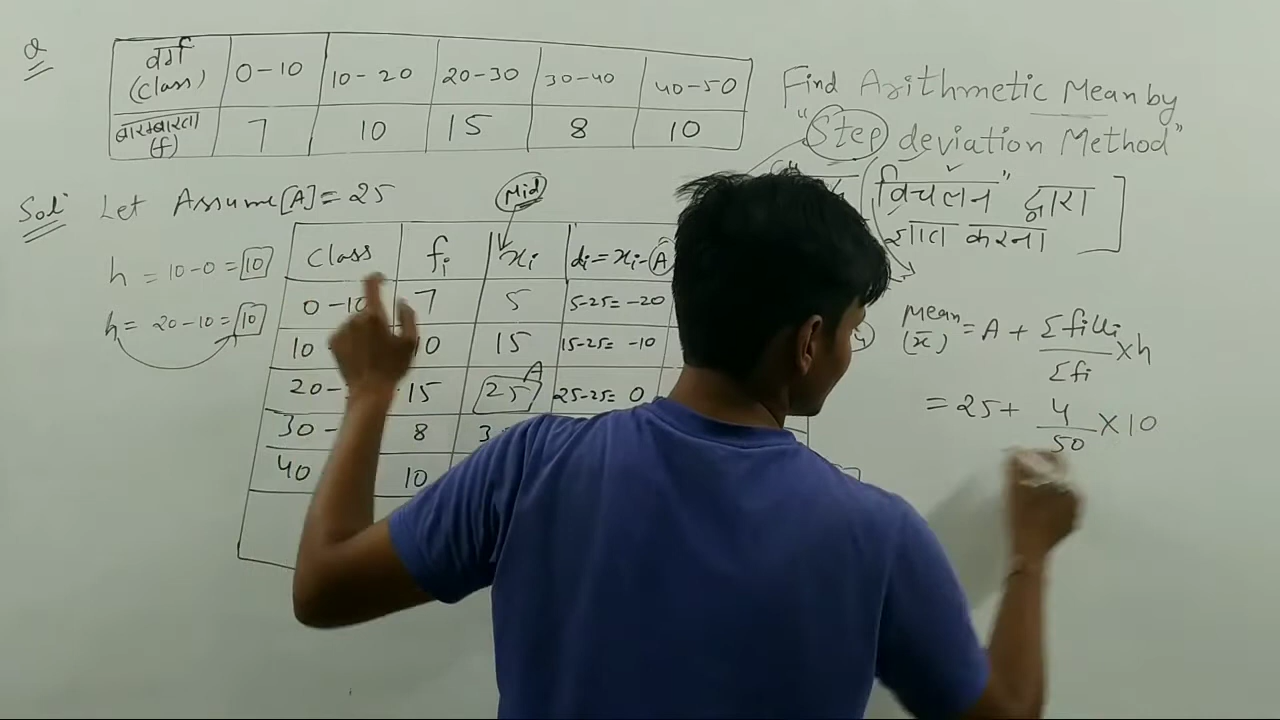 Q
वर्ग (class) 0-10 10-20 20-30 30-40 40-50
बारम्बारता (f) 7 10 15 8 10
Find Arithmetic Mean by
"Step deviation Method"
विचलन" द्वारा
ज्ञात करना]
Sol: Let Assume [A] = 25
h = 10-0 = 10
h = 20-10 = 10
Mid
Class fi xi di = xi - A
0-10 7 5 5-25= -20
10 10 15 15-25= -10
20- 15 25 A 25-25= 0
30- 8 3
40 10
Mean (x̄) = A + Σfiui/Σfi × h
= 25 + 4/50 × 10